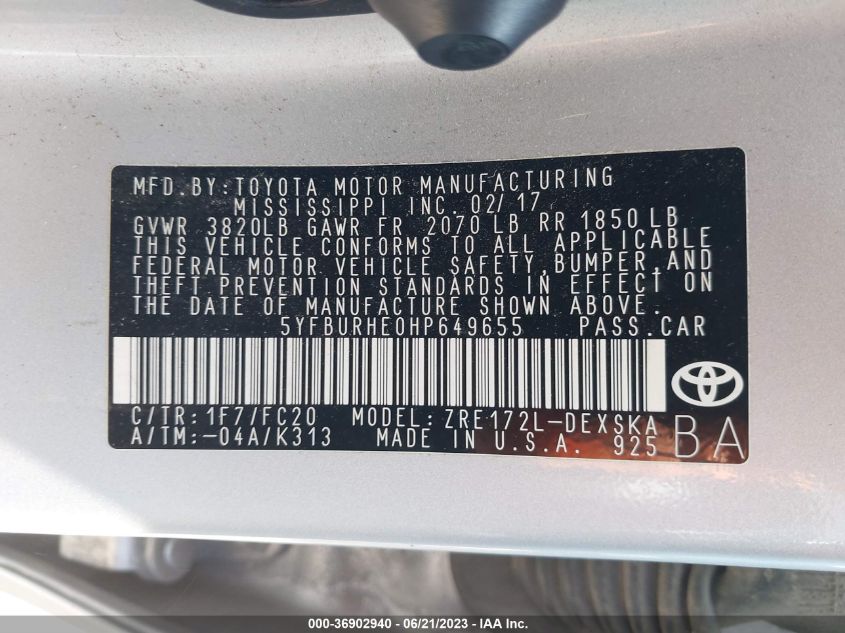 MFD.BY:TOYOTA MOTOR MANUFACTURING
MISSISSIPPI INC. 02/17
GVWR 3820LB GAWR FR 2070 LB RR 1850 LB
THIS VEHICLE CONFORMS TO ALL APPLICABLE
FEDERAL MOTOR VEHICLE SAFETY,BUMPER,AND
THEFT PREVENTION STANDARDS IN EFFECT ON
THE DATE OF MANUFACTURE SHOWN ABOVE.
5YFBURHE0HP649655 PASS.CAR
C/TR:1F7/FC20 MODEL:ZRE172L-DEXSKA
A/TM:-04A/K313 MADE IN U.S.A. 925
BA
000-36902940 - 06/21/2023 - IAA Inc.